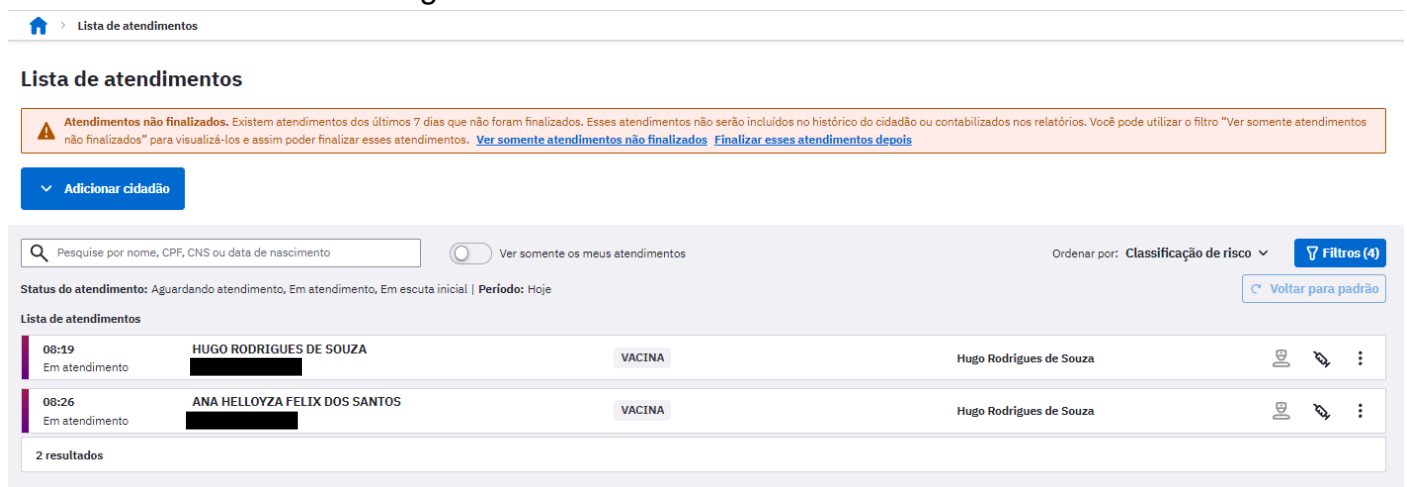 Lista de atendimentos
Lista de atendimentos
Atendimentos não finalizados. Existem atendimentos dos últimos 7 dias que não foram finalizados. Esses atendimentos não serão incluídos no histórico do cidadão ou contabilizados nos relatórios. Você pode utilizar o filtro "Ver somente atendimentos
não finalizados" para visualizá-los e assim poder finalizar esses atendimentos. Ver somente atendimentos não finalizados Finalizar esses atendimentos depois
Adicionar cidadão
Pesquise por nome, CPF, CNS ou data de nascimento Ver somente os meus atendimentos Ordenar por: Classificação de risco Filtros (4)
Status do atendimento: Aguardando atendimento, Em atendimento, Em escuta inicial | Período: Hoje Voltar para padrão
Lista de atendimentos
08:19 HUGO RODRIGUES DE SOUZA VACINA Hugo Rodrigues de Souza
Em atendimento
08:26 ANA HELLOYZA FELIX DOS SANTOS VACINA Hugo Rodrigues de Souza
Em atendimento
2 resultados